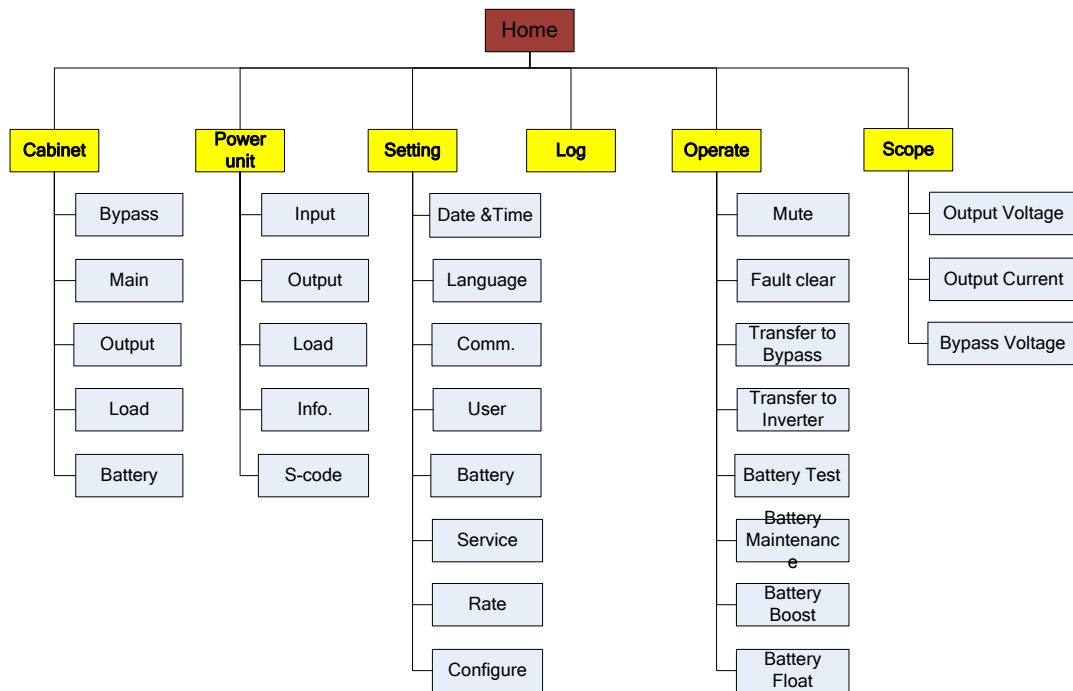 Home
Cabinet
Power
unit
Setting
Log
Operate
Scope
Bypass
Main
Output
Load
Battery
Input
Output
Load
Info.
S-code
Date &Time
Language
Comm.
User
Battery
Service
Rate
Configure
Mute
Fault clear
Transfer to
Bypass
Transfer to
Inverter
Battery Test
Battery
Maintenanc
e
Battery
Boost
Battery
Float
Output Voltage
Output Current
Bypass Voltage